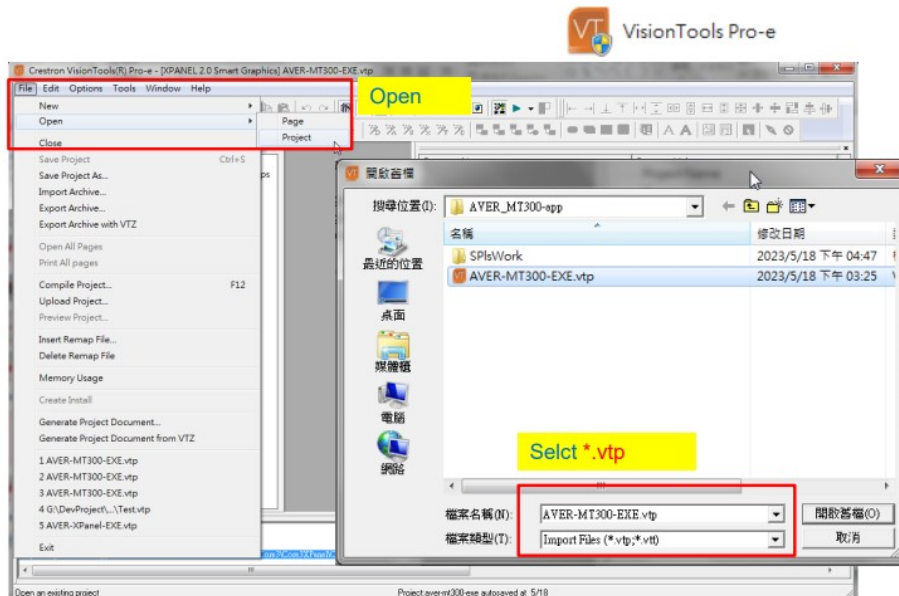 VT VisionTools Pro-e
Crestron VisionTools(R) Pro-e - [XPANEL 2.0 Smart Graphics] AVER-MT300-EXE.vtp
File Edit Options Tools Window Help
Open
New
Open
Page
Project
Close
Save Project Ctrl+S
Save Project As...
Import Archive...
Export Archive...
Export Archive with VTZ
Open All Pages
Print All pages
Compile Project... F12
Upload Project...
Preview Project...
Insert Remap File...
Delete Remap File
Memory Usage
Create Install
Generate Project Document...
Generate Project Document from VTZ
1 AVER-MT300-EXE.vtp
2 AVER-MT300-EXE.vtp
3 AVER-MT300-EXE.vtp
4 G:\DevProject\...\Test.vtp
5 AVER-XPanel-EXE.vtp
Exit
開啟舊檔
搜尋位置(I): AVER_MT300-app
名稱 修改日期
SPlsWork 2023/5/18 下午 04:47
AVER-MT300-EXE.vtp 2023/5/18 下午 03:25
最近的位置
桌面
媒體櫃
電腦
網路
Selct *.vtp
檔案名稱(N): AVER-MT300-EXE.vtp 開啟舊檔(O)
檔案類型(T): Import Files (*.vtp;*.vtt) 取消
Open an existing project Project:aver-mt300-exe autosaved at 5/18